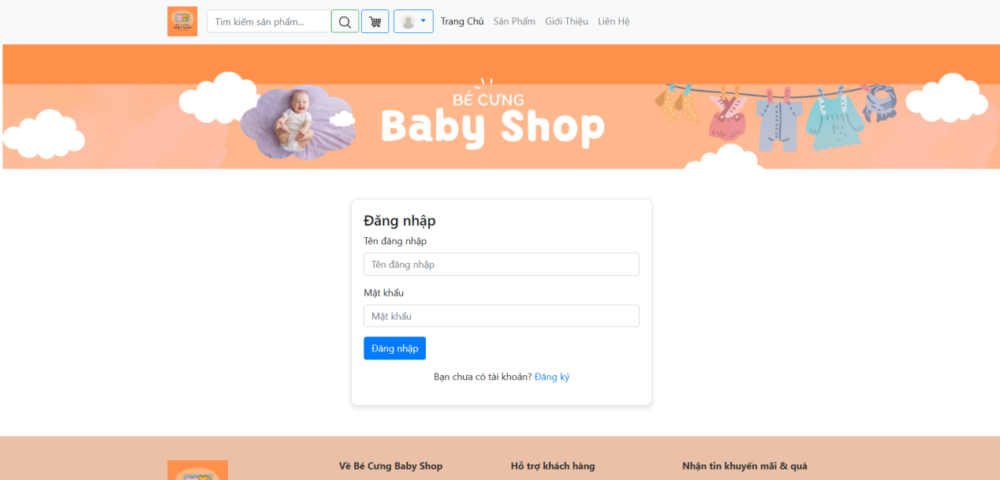 Tìm kiếm sản phẩm...
Trang Chủ Sản Phẩm Giới Thiệu Liên Hệ
BÉ CƯNG
Baby Shop
Đăng nhập
Tên đăng nhập
Tên đăng nhập
Mật khẩu
Mật khẩu
Đăng nhập
Bạn chưa có tài khoản? Đăng ký
Về Bé Cưng Baby Shop
Hỗ trợ khách hàng
Nhận tin khuyến mãi & quà